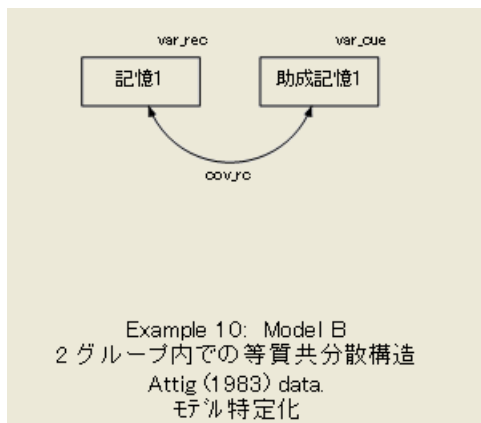 var_rec var_cue
記憶1 助成記憶1
cov_rc
Example 10: Model B
2 グループ内での等質共分散構造
Attig (1983) data.
モデル特定化